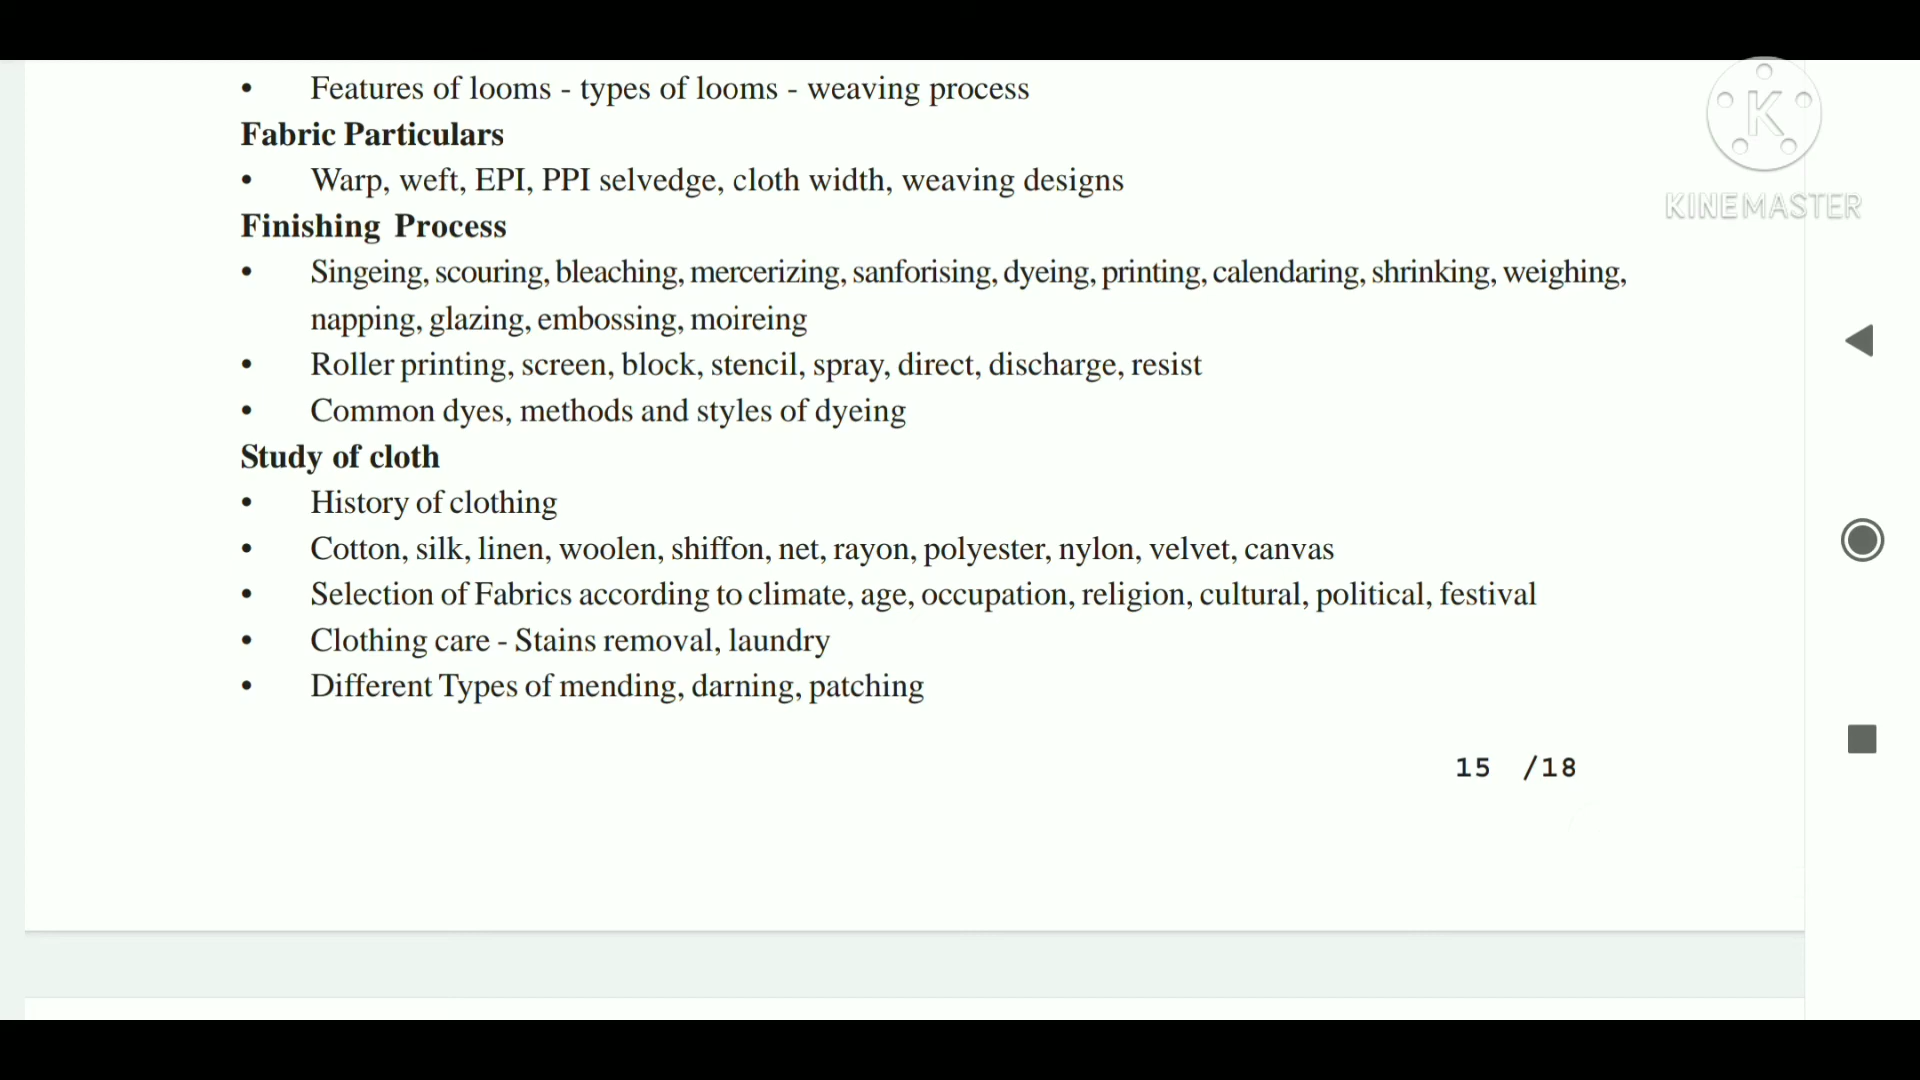 • Features of looms - types of looms - weaving process
Fabric Particulars
• Warp, weft, EPI, PPI selvedge, cloth width, weaving designs
Finishing Process
• Singeing, scouring, bleaching, mercerizing, sanforising, dyeing, printing, calendaring, shrinking, weighing,
napping, glazing, embossing, moireing
• Roller printing, screen, block, stencil, spray, direct, discharge, resist
• Common dyes, methods and styles of dyeing
Study of cloth
• History of clothing
• Cotton, silk, linen, woolen, shiffon, net, rayon, polyester, nylon, velvet, canvas
• Selection of Fabrics according to climate, age, occupation, religion, cultural, political, festival
• Clothing care - Stains removal, laundry
• Different Types of mending, darning, patching
15 /18
K
KINEMASTER